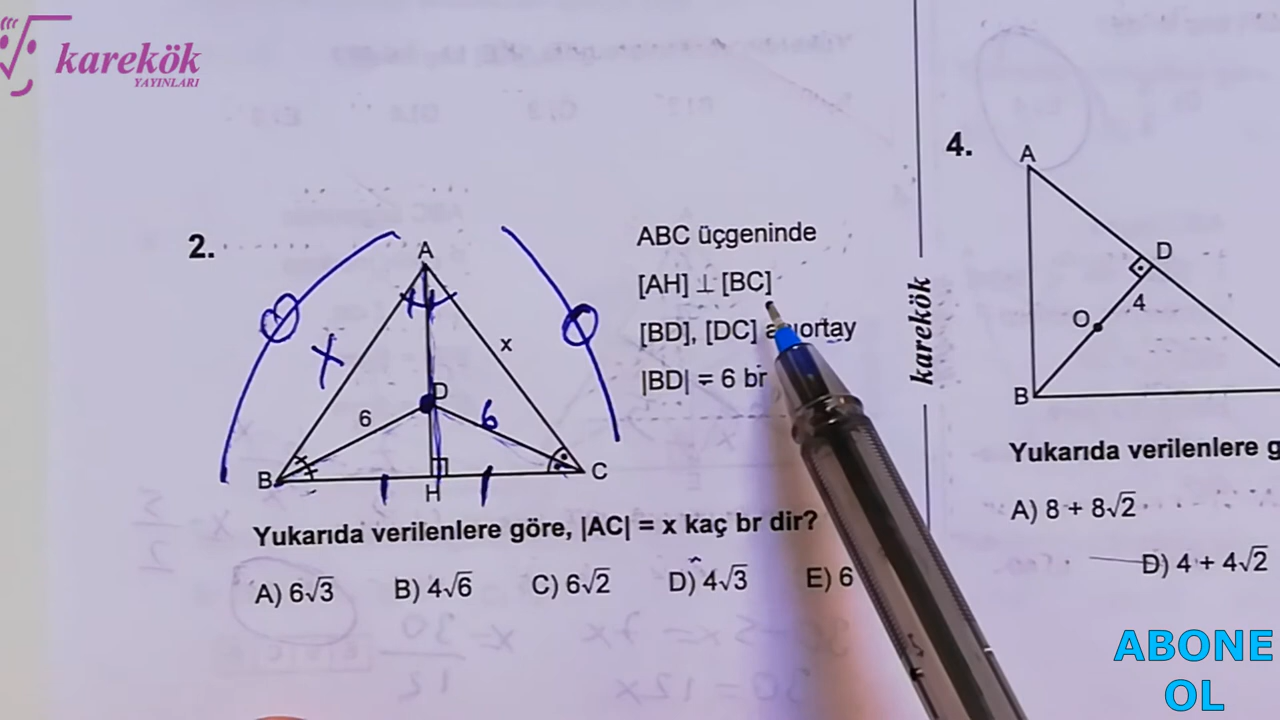 karekök
YAYINLARI
2.
A
X
x
D
6
6
B
H
C
ABC üçgeninde
[AH] ⊥ [BC]
[BD], [DC] açıortay
|BD| = 6 br
Yukarıda verilenlere göre, |AC| = x kaç br dir?
A) 6√3 B) 4√6 C) 6√2 D) 4√3 E) 6
karekök
4.
A
D
4
O
B
Yukarıda verilenlere g
A) 8 + 8√2
D) 4 + 4√2
ABONE
OL